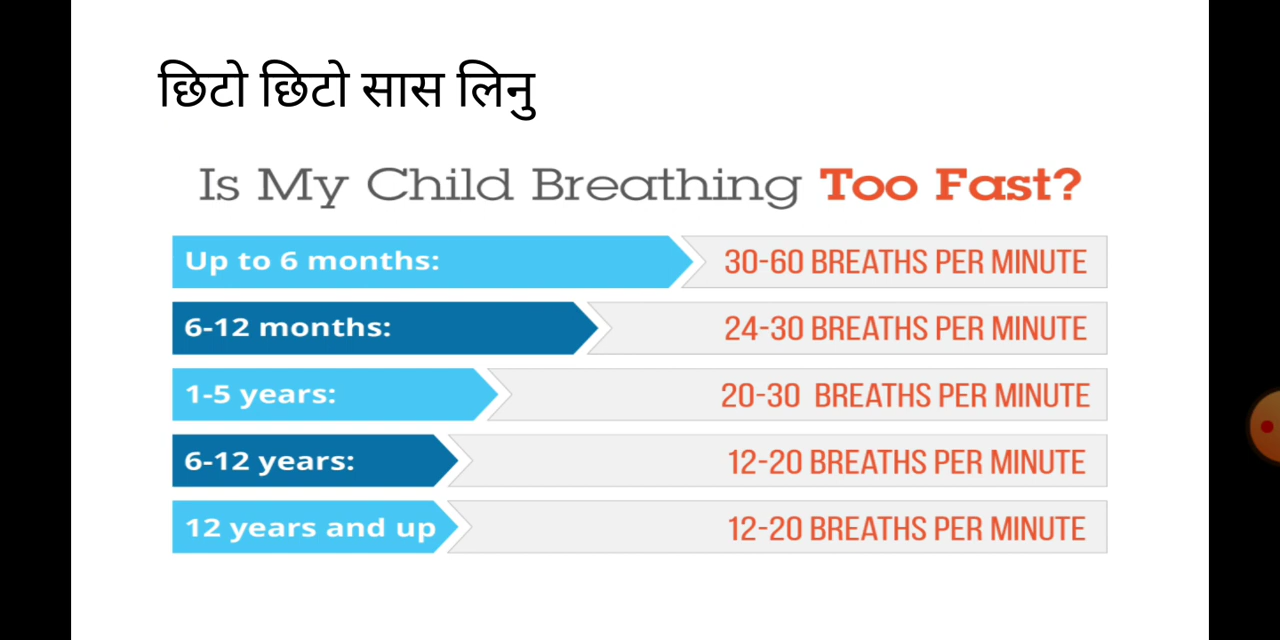 छिटो छिटो सास लिनु
Is My Child Breathing Too Fast?
Up to 6 months: 30-60 BREATHS PER MINUTE
6-12 months: 24-30 BREATHS PER MINUTE
1-5 years: 20-30 BREATHS PER MINUTE
6-12 years: 12-20 BREATHS PER MINUTE
12 years and up 12-20 BREATHS PER MINUTE